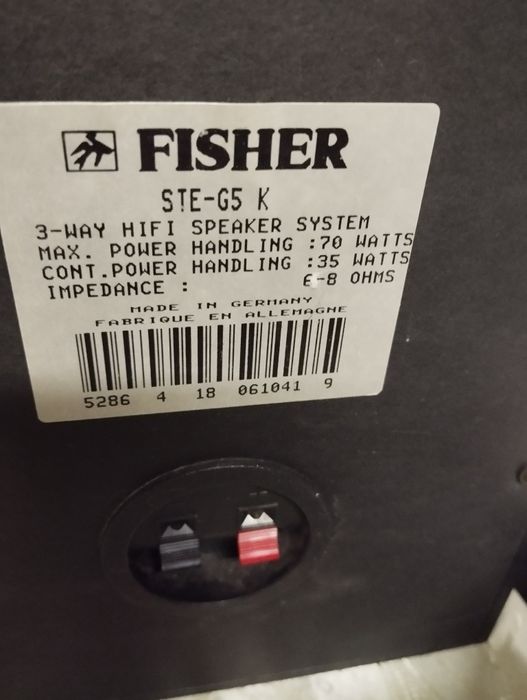 FISHER
STE-G5 K
3-WAY HIFI SPEAKER SYSTEM
MAX. POWER HANDLING :70 WATTS
CONT.POWER HANDLING :35 WATTS
IMPEDANCE : 6-8 OHMS
MADE IN GERMANY
FABRIQUE EN ALLEMAGNE
5286 4 18 061041 9